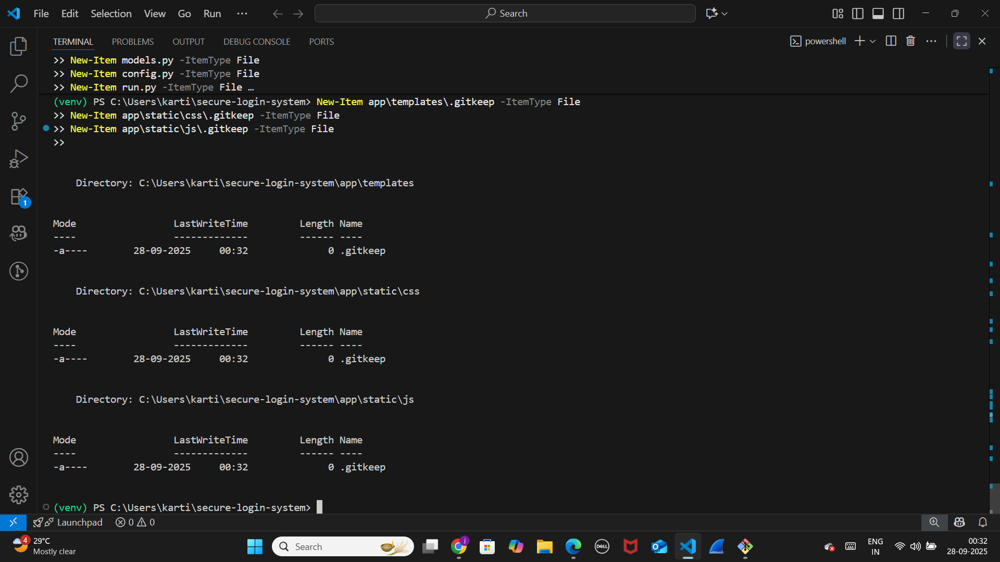 File Edit Selection View Go Run ··· Search
TERMINAL PROBLEMS OUTPUT DEBUG CONSOLE PORTS powershell
>> New-Item models.py -ItemType File
>> New-Item config.py -ItemType File
>> New-Item run.py -ItemType File …
(venv) PS C:\Users\karti\secure-login-system> New-Item app\templates\.gitkeep -ItemType File
>> New-Item app\static\css\.gitkeep -ItemType File
>> New-Item app\static\js\.gitkeep -ItemType File
>>
Directory: C:\Users\karti\secure-login-system\app\templates
Mode LastWriteTime Length Name
---- ------------- ------ ----
-a---- 28-09-2025 00:32 0 .gitkeep
Directory: C:\Users\karti\secure-login-system\app\static\css
Mode LastWriteTime Length Name
---- ------------- ------ ----
-a---- 28-09-2025 00:32 0 .gitkeep
Directory: C:\Users\karti\secure-login-system\app\static\js
Mode LastWriteTime Length Name
---- ------------- ------ ----
-a---- 28-09-2025 00:32 0 .gitkeep
1
(venv) PS C:\Users\karti\secure-login-system>
Launchpad 0 0
4 29°C
Mostly clear
Search
j
DELL
ENG
IN
00:32
28-09-2025